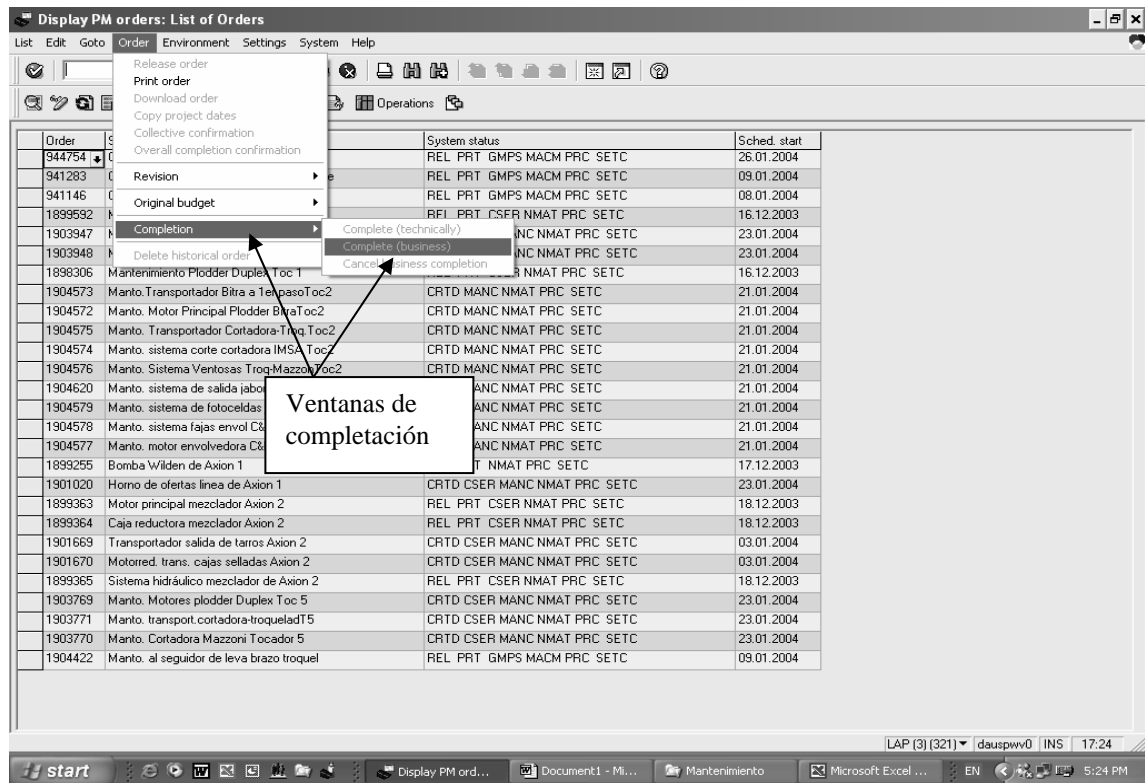 Display PM orders: List of Orders
List Edit Goto Order Environment Settings System Help
Release order
Print order
Download order
Copy project dates
Collective confirmation
Overall completion confirmation
Revision
Original budget
Completion
Delete historical order
Complete (technically)
Complete (business)
Cancel business completion
Operations
Order System status Sched. start
944754 REL PRT GMPS MACM PRC SETC 26.01.2004
941283 REL PRT GMPS MACM PRC SETC 09.01.2004
941146 REL PRT GMPS MACM PRC SETC 08.01.2004
1899592 REL PRT CSER NMAT PRC SETC 16.12.2003
1903947 ANC NMAT PRC SETC 23.01.2004
1903948 ANC NMAT PRC SETC 23.01.2004
1898306 Mantenimiento Plodder Duplex Toc 1 NMAT PRC SETC 16.12.2003
1904573 Manto.Transportador Bitra a 1erpasoToc2 CRTD MANC NMAT PRC SETC 21.01.2004
1904572 Manto. Motor Principal Plodder BitraToc2 CRTD MANC NMAT PRC SETC 21.01.2004
1904575 Manto. Transportador Cortadora-Troq.Toc2 CRTD MANC NMAT PRC SETC 21.01.2004
1904574 Manto. sistema corte cortadora IMSA Toc2 CRTD MANC NMAT PRC SETC 21.01.2004
1904576 Manto. Sistema Ventosas Troq-MazzonToc2 CRTD MANC NMAT PRC SETC 21.01.2004
1904620 Manto. sistema de salida jabo ANC NMAT PRC SETC 21.01.2004
1904579 Manto. sistema de fotoceldas ANC NMAT PRC SETC 21.01.2004
1904578 Manto. sistema fajas envol C& ANC NMAT PRC SETC 21.01.2004
1904577 Manto. motor envolvedora C& ANC NMAT PRC SETC 21.01.2004
1899255 Bomba Wilden de Axion 1 T NMAT PRC SETC 17.12.2003
1901020 Horno de ofertas linea de Axion 1 CRTD CSER MANC NMAT PRC SETC 23.01.2004
1899363 Motor principal mezclador Axion 2 REL PRT CSER NMAT PRC SETC 18.12.2003
1899364 Caja reductora mezclador Axion 2 REL PRT CSER NMAT PRC SETC 18.12.2003
1901669 Transportador salida de tarros Axion 2 CRTD CSER MANC NMAT PRC SETC 03.01.2004
1901670 Motorred. trans. cajas selladas Axion 2 CRTD CSER MANC NMAT PRC SETC 03.01.2004
1899365 Sistema hidráulico mezclador de Axion 2 REL PRT CSER NMAT PRC SETC 18.12.2003
1903769 Manto. Motores plodder Duplex Toc 5 CRTD CSER MANC NMAT PRC SETC 23.01.2004
1903771 Manto. transport.cortadora-troqueladT5 CRTD CSER MANC NMAT PRC SETC 23.01.2004
1903770 Manto. Cortadora Mazzoni Tocador 5 CRTD CSER MANC NMAT PRC SETC 23.01.2004
1904422 Manto. al seguidor de leva brazo troquel REL PRT GMPS MACM PRC SETC 09.01.2004
Ventanas de
completación
LAP (3) (321) dauspwv0 INS 17:24
start Display PM ord... Document1 - Mi... Mantenimiento Microsoft Excel ... EN 5:24 PM